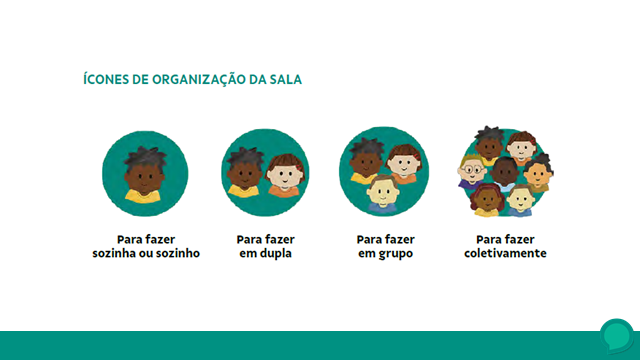 ÍCONES DE ORGANIZAÇÃO DA SALA
Para fazer
sozinha ou sozinho
Para fazer
em dupla
Para fazer
em grupo
Para fazer
coletivamente